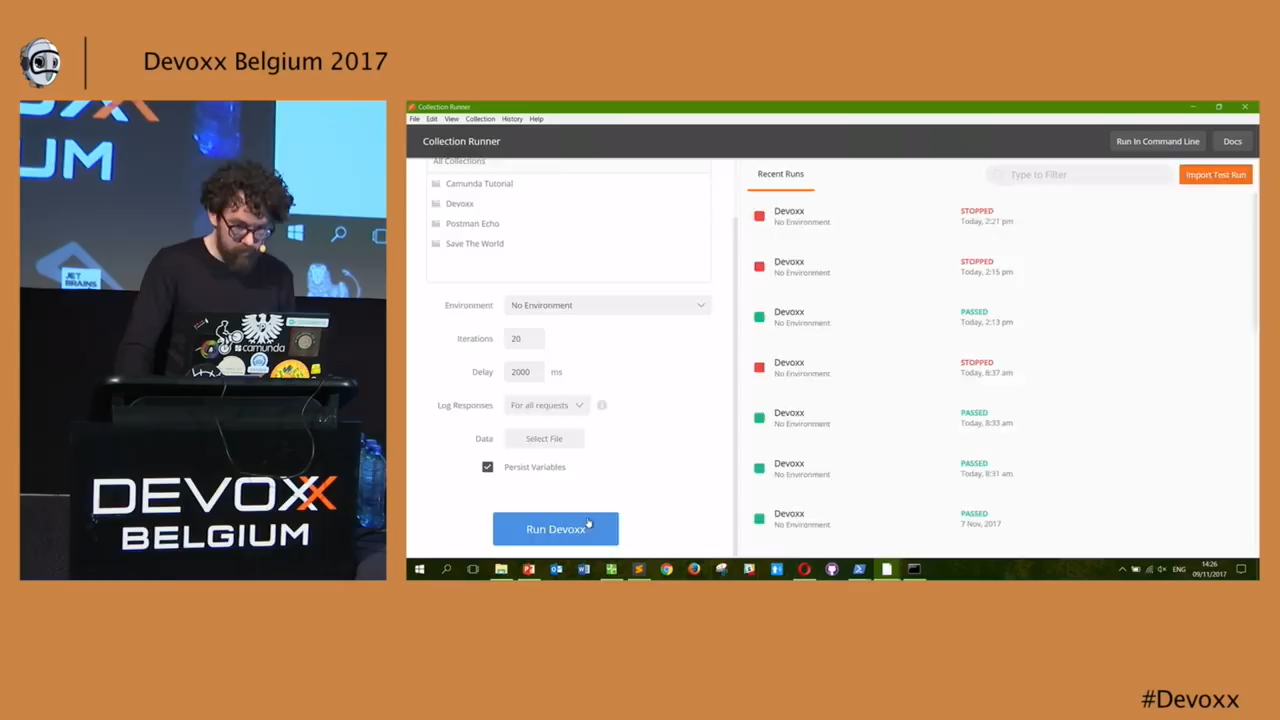 Devoxx Belgium 2017
UM
JET
BRAINS
camunda
DEVOXX
BELGIUM
Collection Runner
File Edit View Collection History Help
Collection Runner
Run In Command Line
Docs
All Collections
Camunda Tutorial
Devoxx
Postman Echo
Save The World
Environment No Environment
Iterations 20
Delay 2000 ms
Log Responses For all requests
Data Select File
Persist Variables
Run Devoxx
Recent Runs
Type to Filter
Import Test Run
Devoxx STOPPED
No Environment Today, 2:21 pm
Devoxx STOPPED
No Environment Today, 2:15 pm
Devoxx PASSED
No Environment Today, 2:13 pm
Devoxx STOPPED
No Environment Today, 8:37 am
Devoxx PASSED
No Environment Today, 8:33 am
Devoxx PASSED
No Environment Today, 8:31 am
Devoxx PASSED
No Environment 7 Nov, 2017
ENG
14:26
09/11/2017
#Devoxx